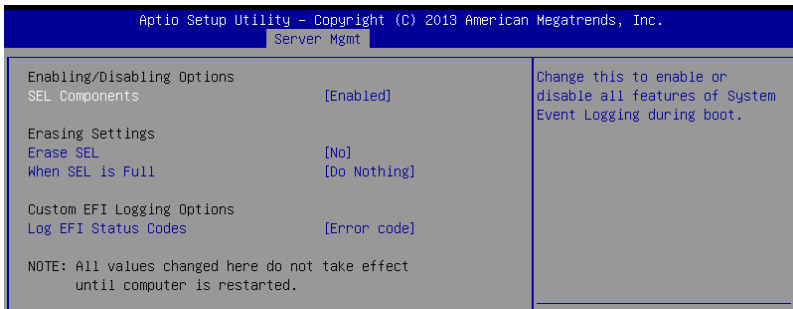 Aptio Setup Utility – Copyright (C) 2013 American Megatrends, Inc.
Server Mgmt
Enabling/Disabling Options
SEL Components [Enabled]
Erasing Settings
Erase SEL [No]
When SEL is Full [Do Nothing]
Custom EFI Logging Options
Log EFI Status Codes [Error code]
NOTE: All values changed here do not take effect
until computer is restarted.
Change this to enable or
disable all features of System
Event Logging during boot.